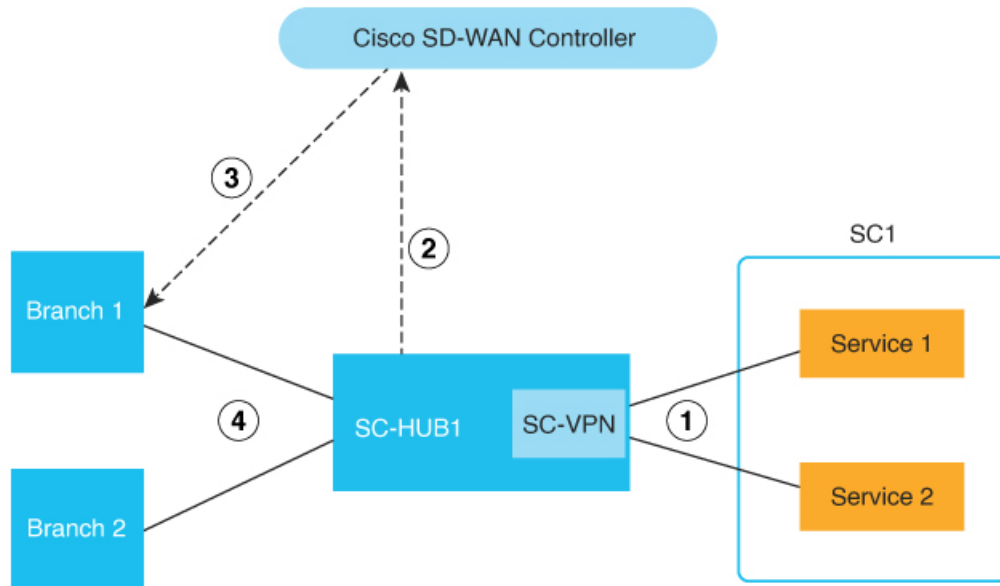 Cisco SD-WAN Controller
3
2
SC1
Branch 1
Service 1
4
SC-HUB1
SC-VPN
1
Branch 2
Service 2